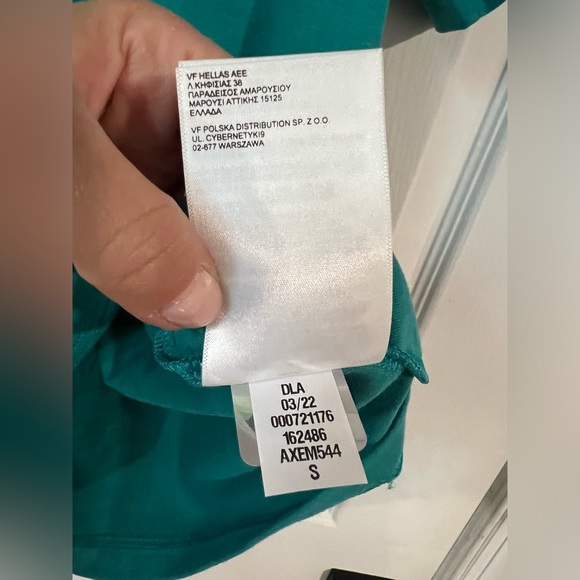 VF HELLAS AEE
Λ.ΚΗΦΙΣΙΑΣ 38
ΠΑΡΑΔΕΙΣΟΣ ΑΜΑΡΟΥΣΙΟΥ
ΜΑΡΟΥΣΙ ΑΤΤΙΚΗΣ 15125
ΕΛΛΑΔΑ
VF POLSKA DISTRIBUTION SP. Z O.O.
UL. CYBERNETYKI9
02-677 WARSZAWA
DLA
03/22
000721176
162486
AXEM544
S